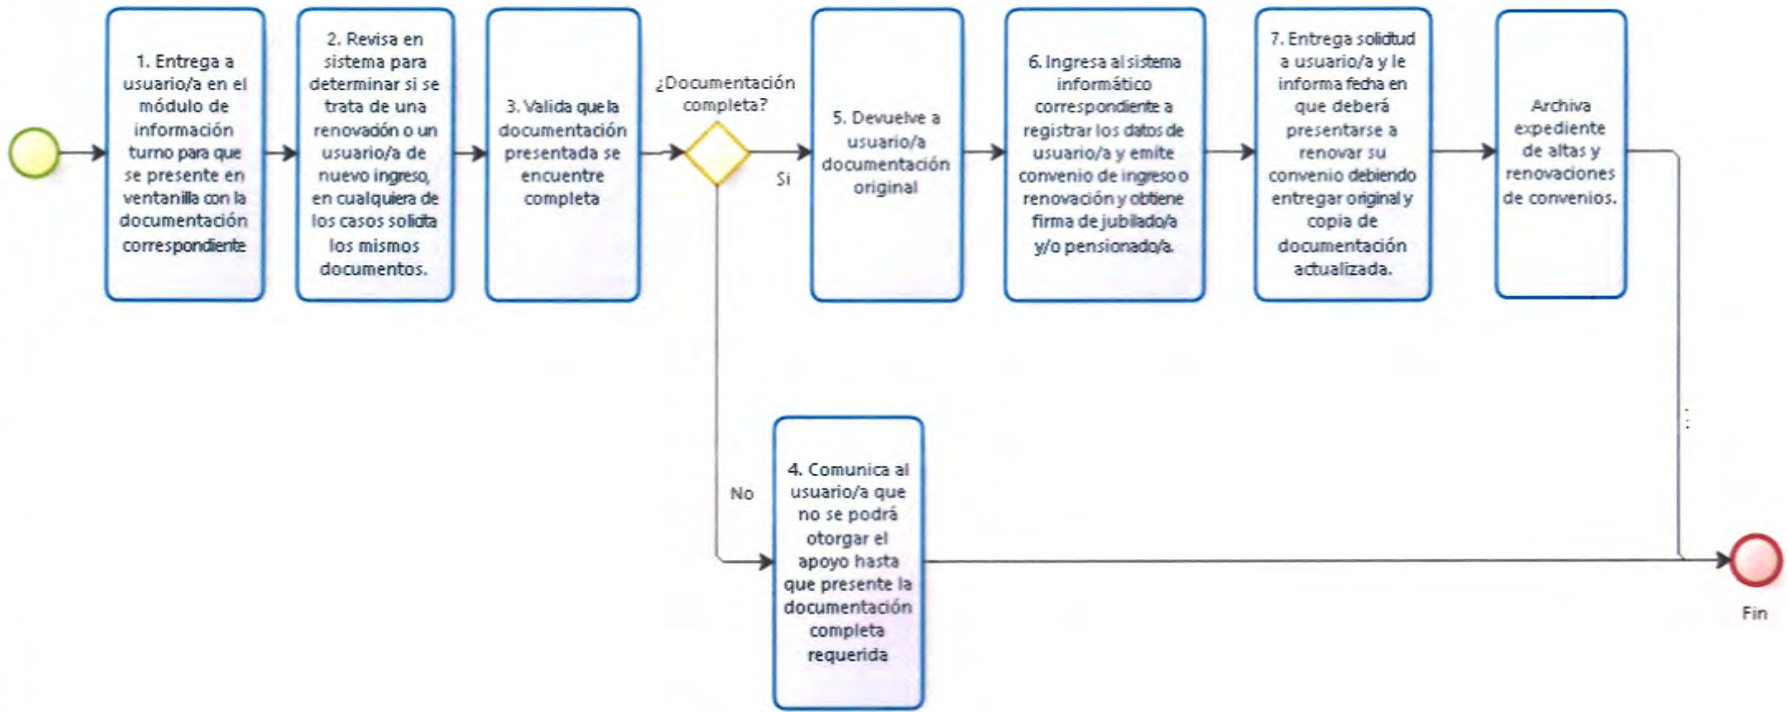 1. Entrega a
usuario/a en el
módulo de
información
turno para que
se presente en
ventanilla con la
documentación
correspondiente
2. Revisa en
sistema para
determinar si se
trata de una
renovación o un
usuario/a de
nuevo ingreso,
en cualquiera de
los casos solicita
los mismos
documentos.
3. Valida que la
documentación
presentada se
encuentre
completa
¿Documentación
completa?
Si
No
4. Comunica al
usuario/a que
no se podrá
otorgar el
apoyo hasta
que presente la
documentación
completa
requerida
5. Devuelve a
usuario/a
documentación
original
6. Ingresa al sistema
informático
correspondiente a
registrar los datos de
usuario/a y emite
convenio de ingreso o
renovación y obtiene
firma de jubilado/a
y/o pensionado/a.
7. Entrega solicitud
a usuario/a y le
informa fecha en
que deberá
presentarse a
renovar su
convenio debiendo
entregar original y
copia de
documentación
actualizada.
Archiva
expediente
de altas y
renovaciones
de convenios.
Fin